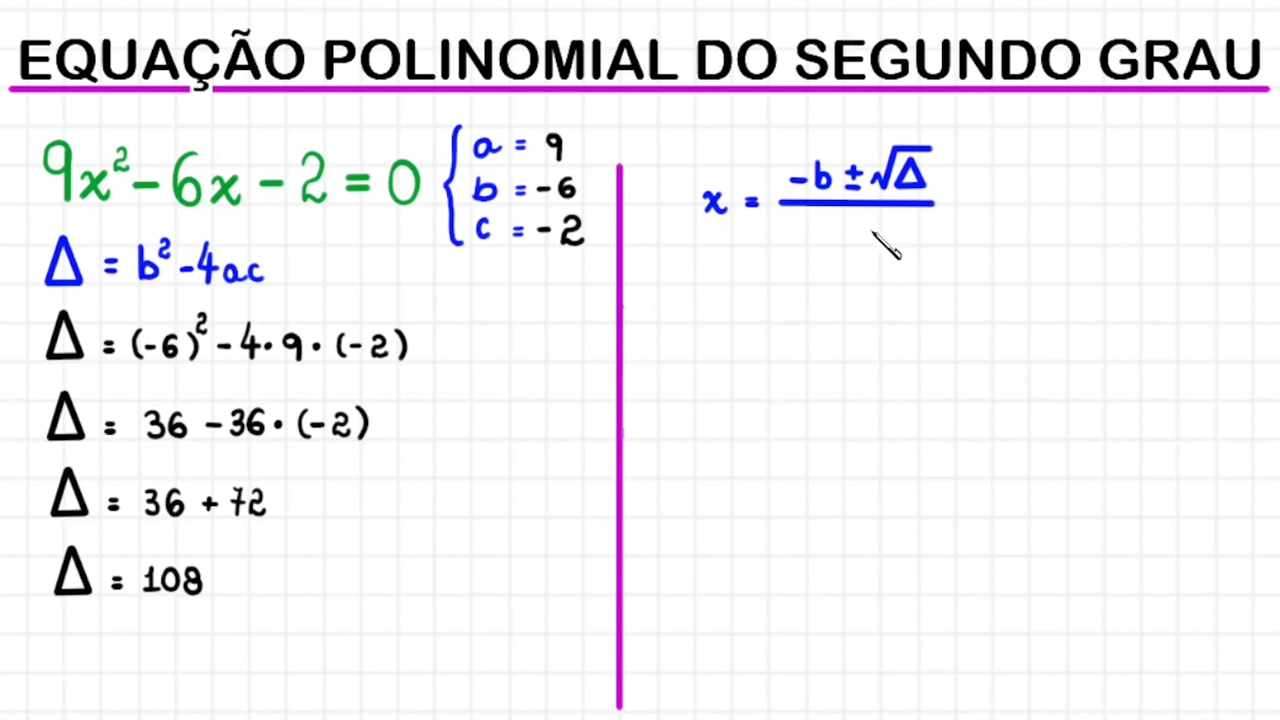 EQUAÇÃO POLINOMIAL DO SEGUNDO GRAU
9x² - 6x - 2 = 0
a = 9
b = -6
c = -2
Δ = b² - 4ac
Δ = (-6)² - 4 · 9 · (-2)
Δ = 36 - 36 · (-2)
Δ = 36 + 72
Δ = 108
x = -b ± √Δ